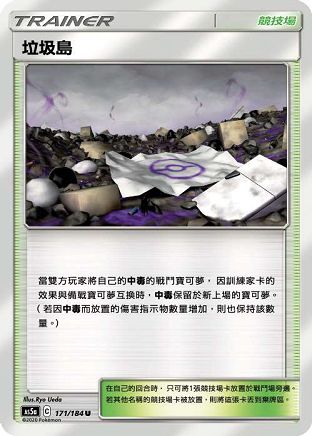 TRAINER
競技場
垃圾島
當雙方玩家將自己的中毒的戰鬥寶可夢,因訓練家卡的
效果與備戰寶可夢互換時,中毒保留於新上場的寶可夢。
(若因中毒而放置的傷害指示物數量增加,則也保持該數)
Illus.Ryo Ueda
在自己的回合時,只可將1張競技場卡放置於戰鬥場旁邊。
若其他名稱的競技場卡被放置,則將這張卡丟到棄牌區。
C 171/184 U
©2020 Pokémon